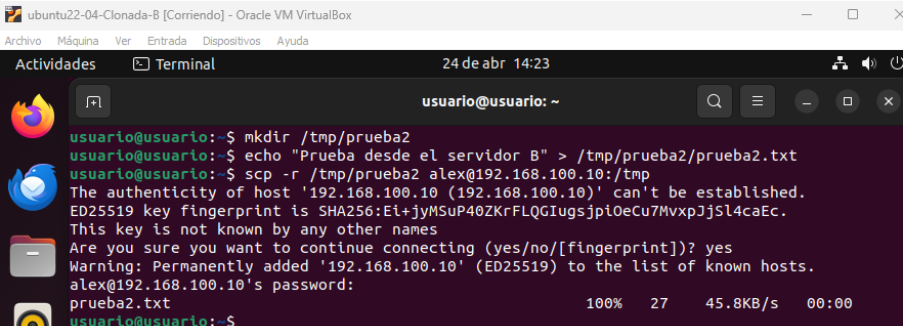 ubuntu22-04-Clonada-B [Corriendo] - Oracle VM VirtualBox
Archivo Máquina Ver Entrada Dispositivos Ayuda
Actividades Terminal 24 de abr 14:23
usuario@usuario: ~
usuario@usuario:~$ mkdir /tmp/prueba2
usuario@usuario:~$ echo "Prueba desde el servidor B" > /tmp/prueba2/prueba2.txt
usuario@usuario:~$ scp -r /tmp/prueba2 alex@192.168.100.10:/tmp
The authenticity of host '192.168.100.10 (192.168.100.10)' can't be established.
ED25519 key fingerprint is SHA256:Ei+jyMSuP40ZKrFLQGIugsjpiOeCu7MvxpJjSl4caEc.
This key is not known by any other names
Are you sure you want to continue connecting (yes/no/[fingerprint])? yes
Warning: Permanently added '192.168.100.10' (ED25519) to the list of known hosts.
alex@192.168.100.10's password:
prueba2.txt 100% 27 45.8KB/s 00:00
usuario@usuario:~$